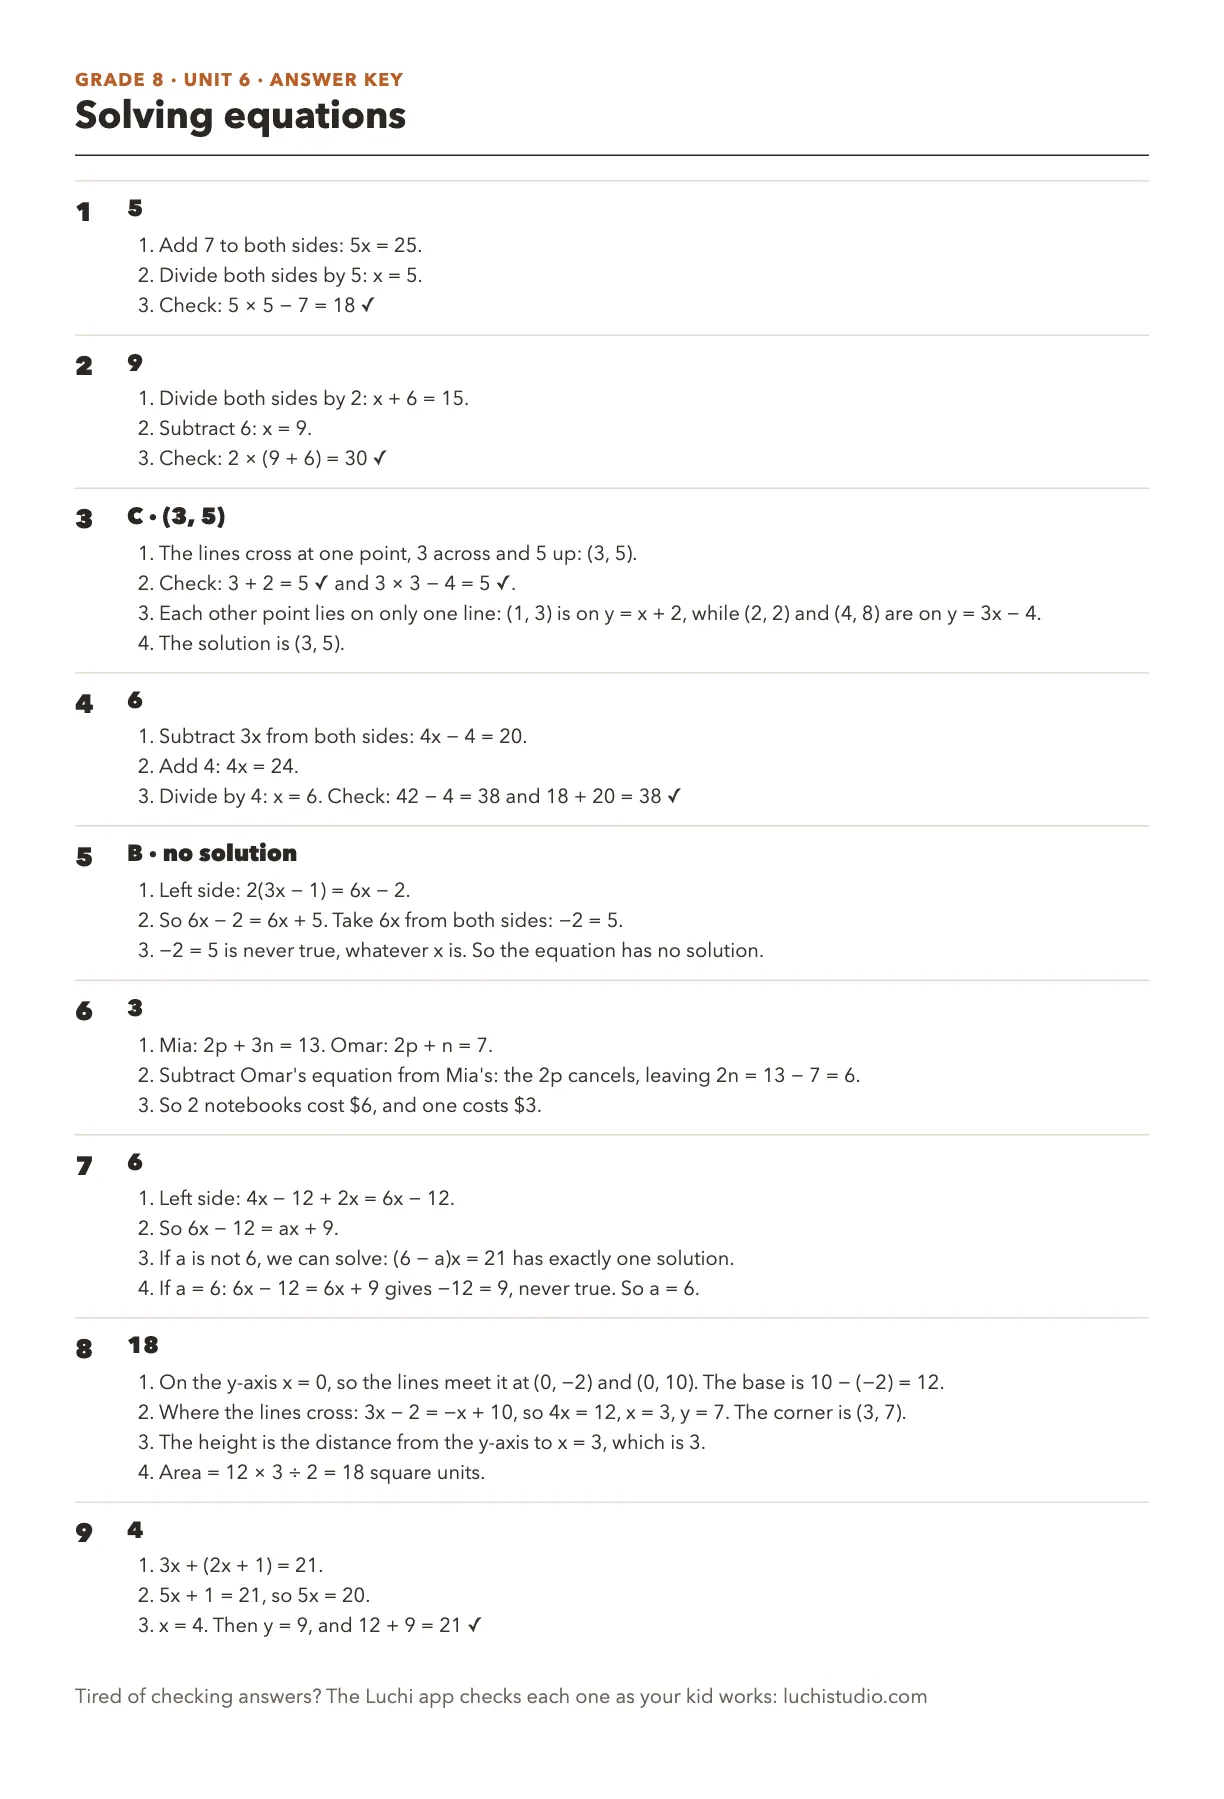 GRADE 8 · UNIT 6 · ANSWER KEY
Solving equations
1 5
1. Add 7 to both sides: 5x = 25.
2. Divide both sides by 5: x = 5.
3. Check: 5 × 5 − 7 = 18 ✓
2 9
1. Divide both sides by 2: x + 6 = 15.
2. Subtract 6: x = 9.
3. Check: 2 × (9 + 6) = 30 ✓
3 C · (3, 5)
1. The lines cross at one point, 3 across and 5 up: (3, 5).
2. Check: 3 + 2 = 5 ✓ and 3 × 3 − 4 = 5 ✓.
3. Each other point lies on only one line: (1, 3) is on y = x + 2, while (2, 2) and (4, 8) are on y = 3x − 4.
4. The solution is (3, 5).
4 6
1. Subtract 3x from both sides: 4x − 4 = 20.
2. Add 4: 4x = 24.
3. Divide by 4: x = 6. Check: 42 − 4 = 38 and 18 + 20 = 38 ✓
5 B · no solution
1. Left side: 2(3x − 1) = 6x − 2.
2. So 6x − 2 = 6x + 5. Take 6x from both sides: −2 = 5.
3. −2 = 5 is never true, whatever x is. So the equation has no solution.
6 3
1. Mia: 2p + 3n = 13. Omar: 2p + n = 7.
2. Subtract Omar's equation from Mia's: the 2p cancels, leaving 2n = 13 − 7 = 6.
3. So 2 notebooks cost $6, and one costs $3.
7 6
1. Left side: 4x − 12 + 2x = 6x − 12.
2. So 6x − 12 = ax + 9.
3. If a is not 6, we can solve: (6 − a)x = 21 has exactly one solution.
4. If a = 6: 6x − 12 = 6x + 9 gives −12 = 9, never true. So a = 6.
8 18
1. On the y-axis x = 0, so the lines meet it at (0, −2) and (0, 10). The base is 10 − (−2) = 12.
2. Where the lines cross: 3x − 2 = −x + 10, so 4x = 12, x = 3, y = 7. The corner is (3, 7).
3. The height is the distance from the y-axis to x = 3, which is 3.
4. Area = 12 × 3 ÷ 2 = 18 square units.
9 4
1. 3x + (2x + 1) = 21.
2. 5x + 1 = 21, so 5x = 20.
3. x = 4. Then y = 9, and 12 + 9 = 21 ✓
Tired of checking answers? The Luchi app checks each one as your kid works: luchistudio.com